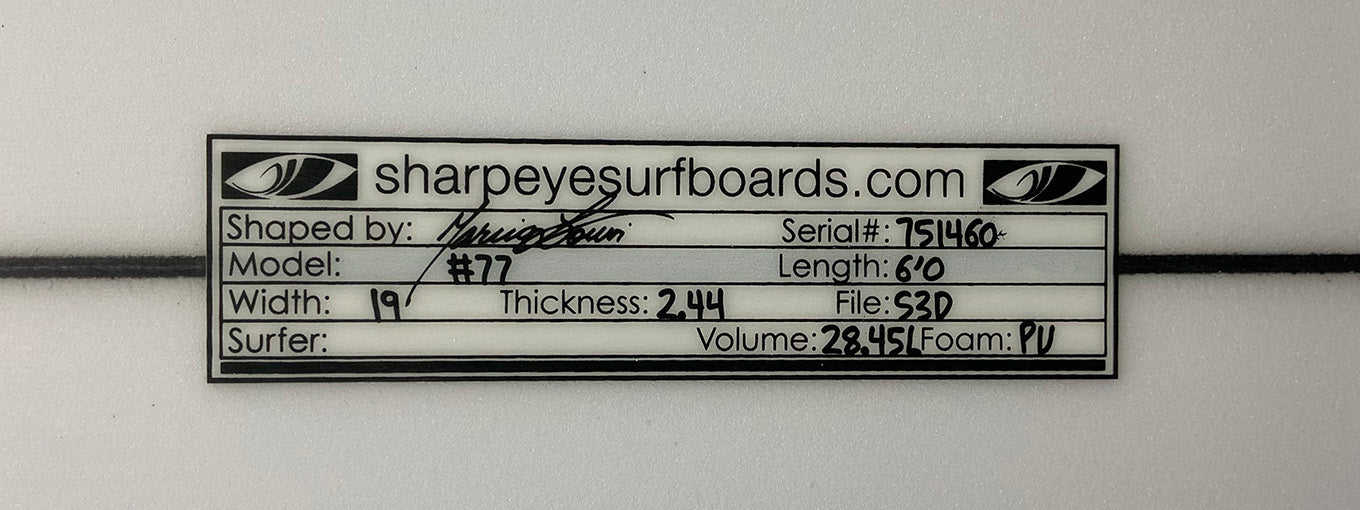 sharpeyesurfboards.com
Shaped by: Serial#: 751460
Model: #77 Length: 6'0
Width: 19 Thickness: 2.44 File: S3D
Surfer: Volume: 28.45L Foam: PU